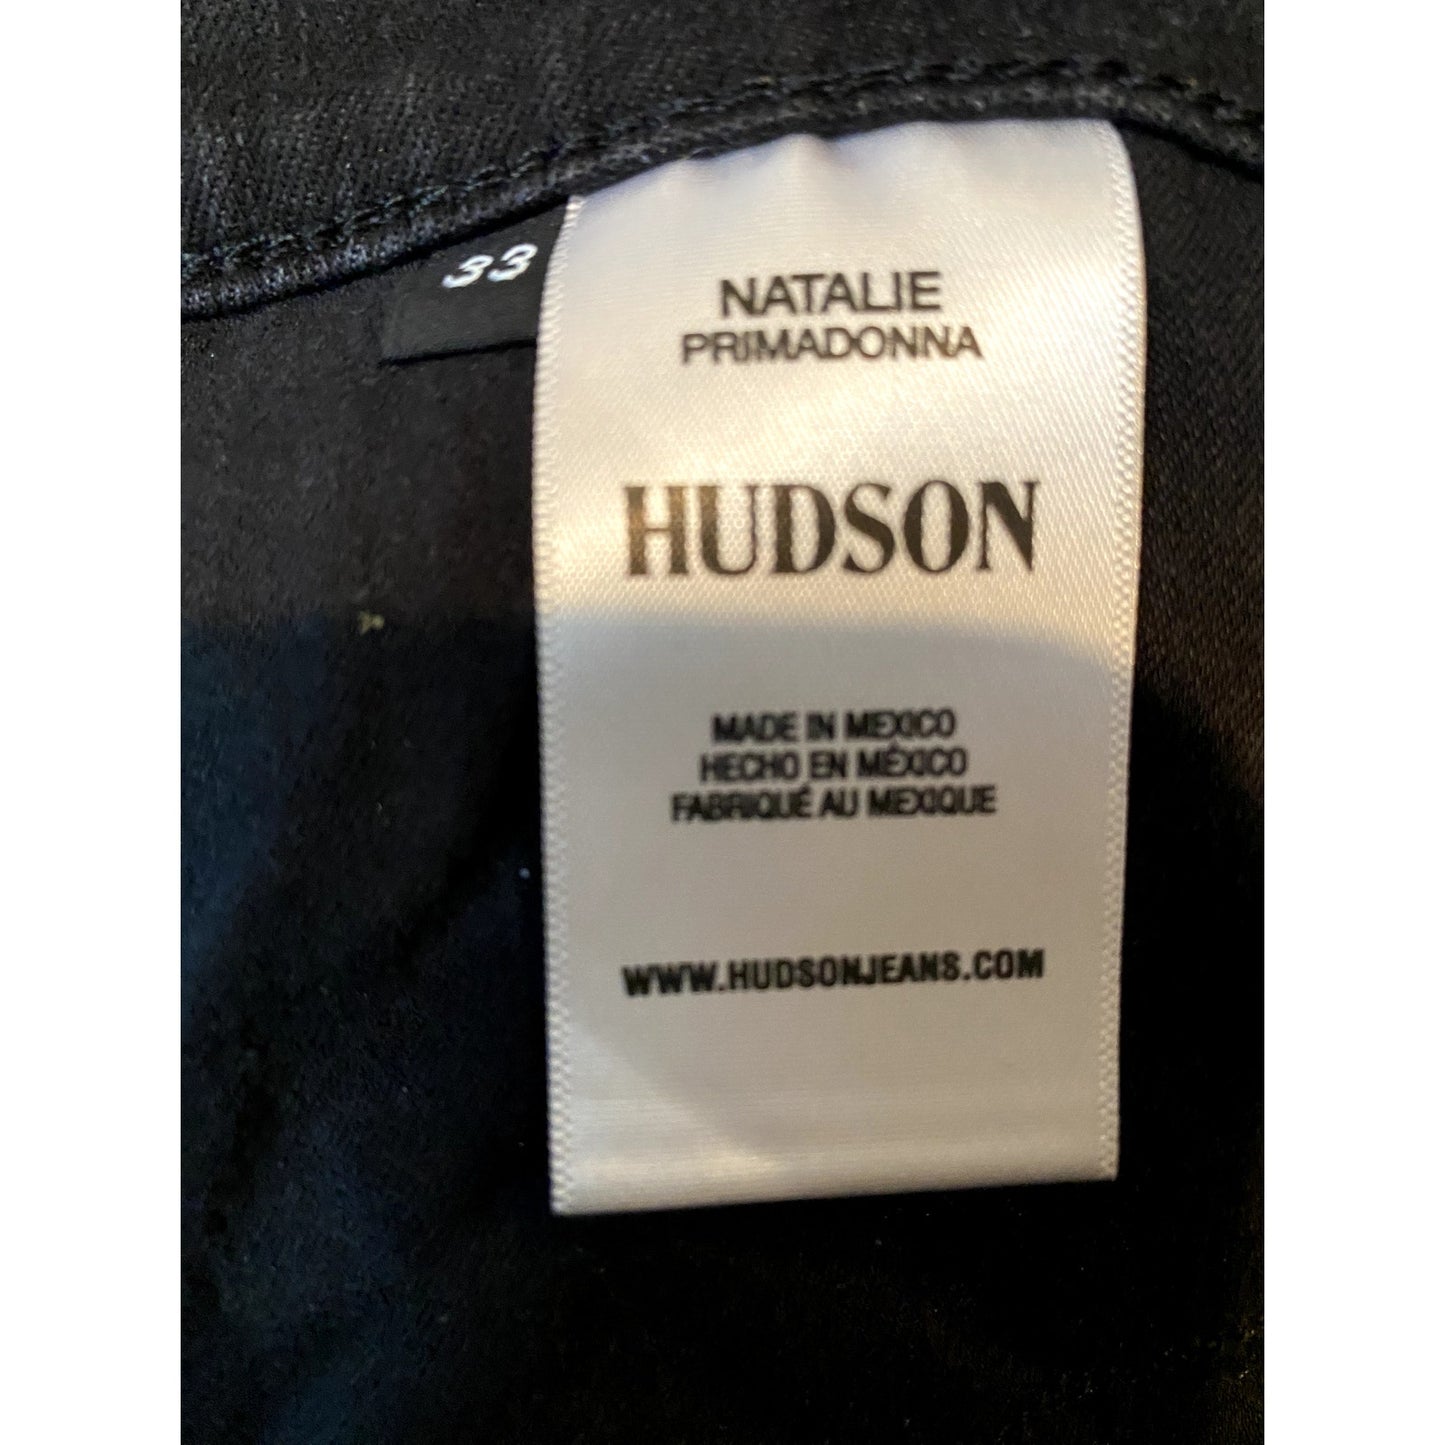 33
NATALIE
PRIMADONNA
HUDSON
MADE IN MEXICO
HECHO EN MÉXICO
FABRIQUÉ AU MEXIQUE
WWW.HUDSONJEANS.COM